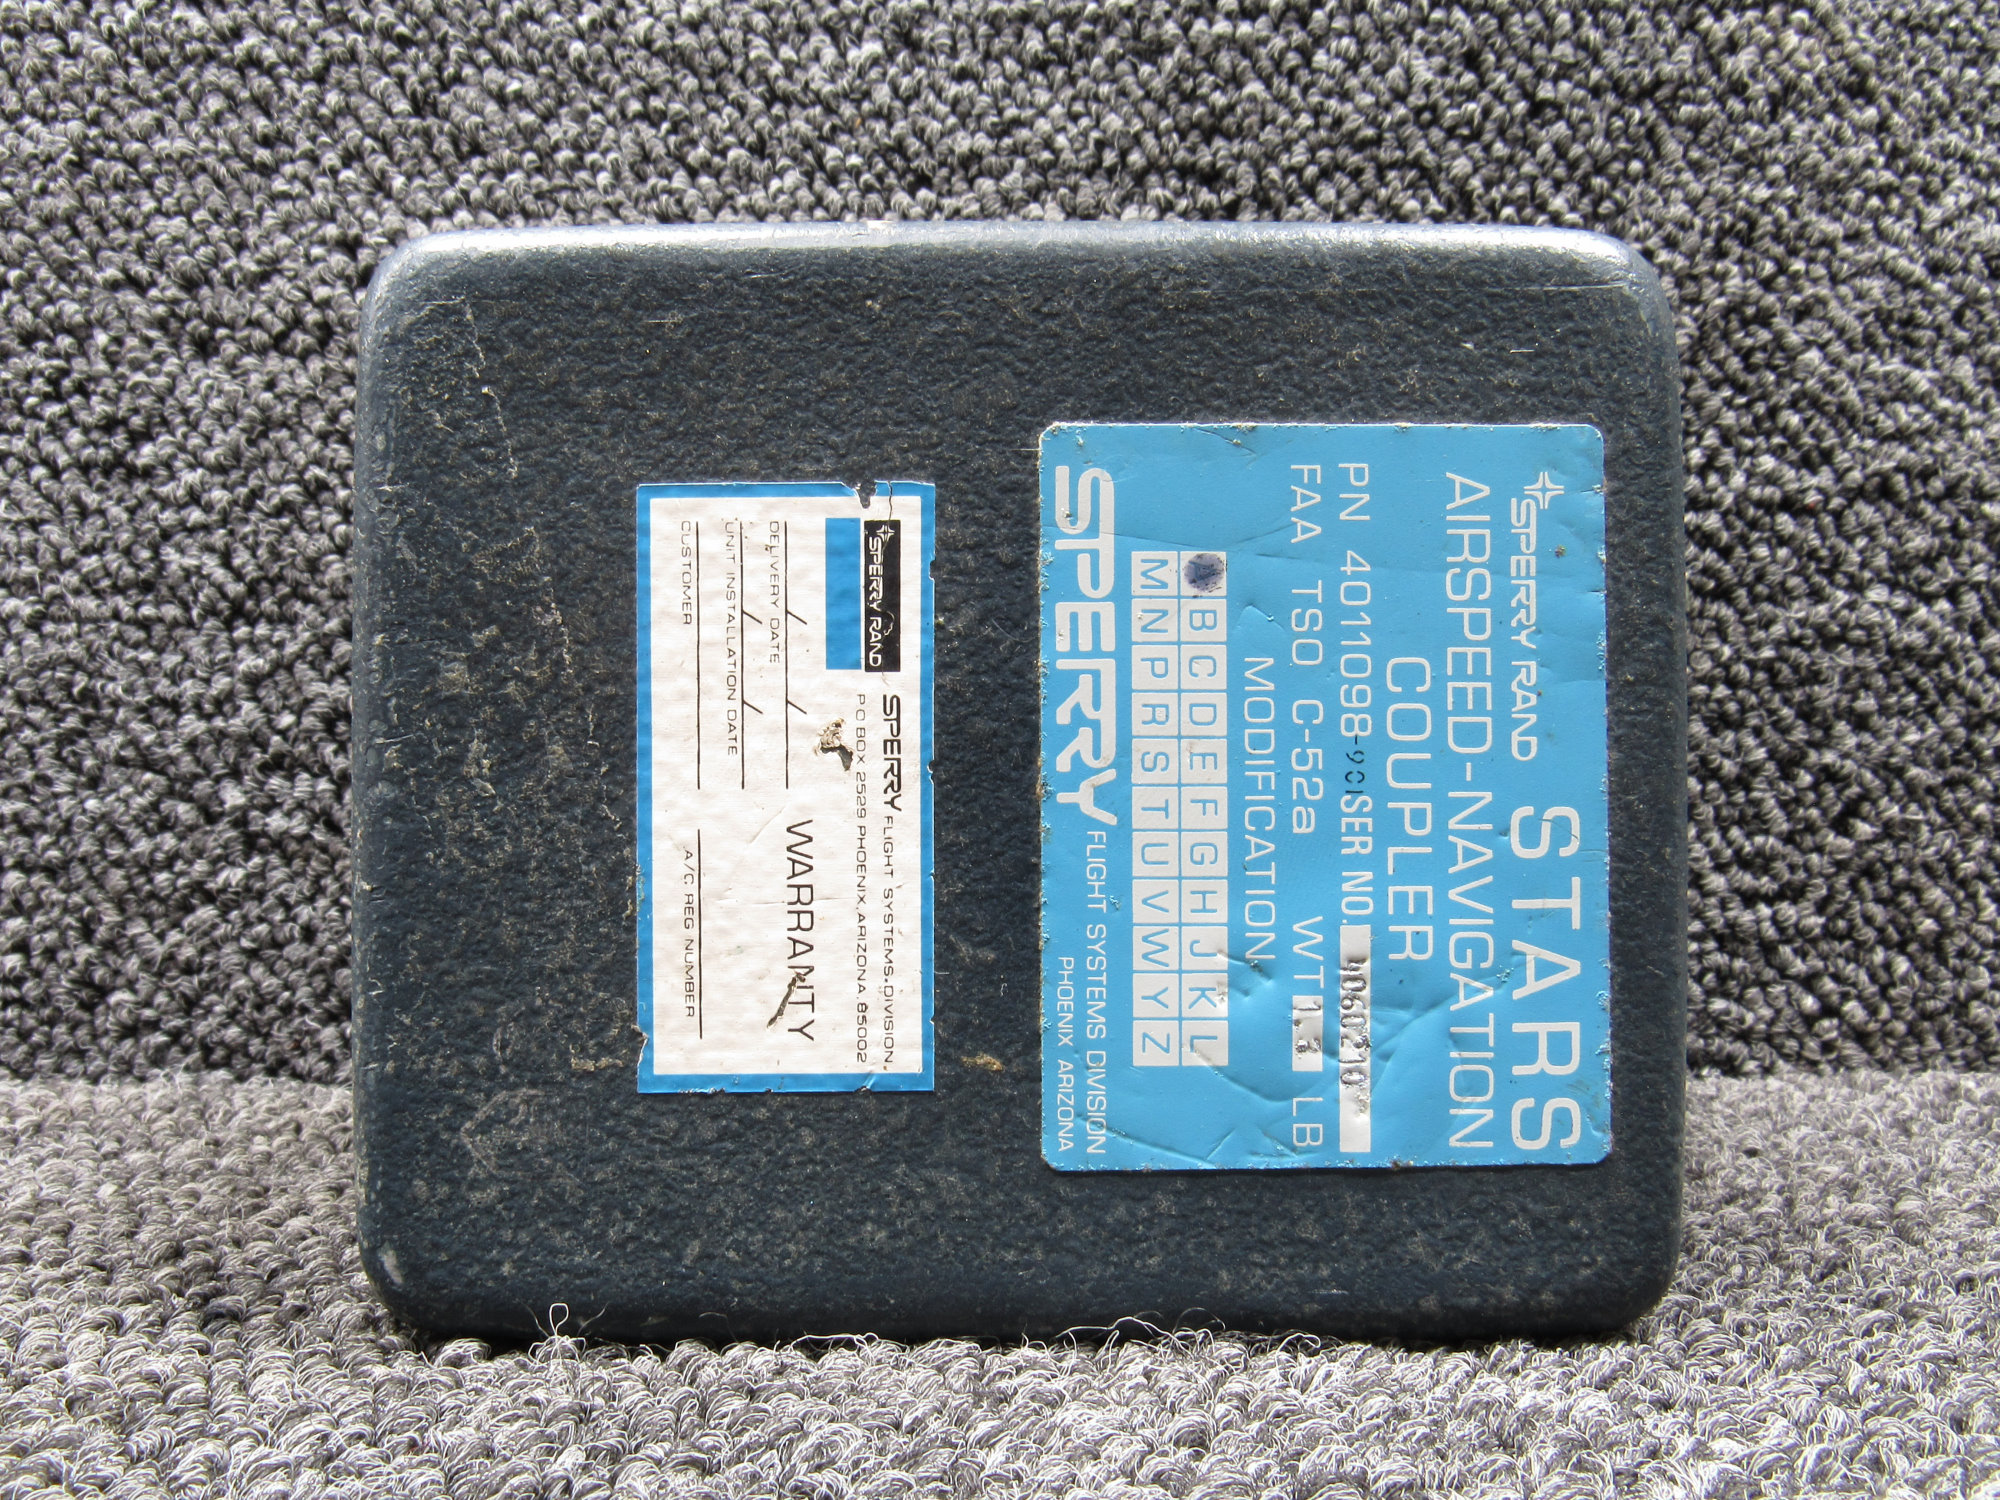 SPERRY RAND STARS
AIRSPEED-NAVIGATION
COUPLER
PN 4011098-901 SER NO.
FAA TSO C-52a WT 1.7 LB
MODIFICATION
B C D E F G H J K L
M N P R S T U V W Y Z
SPERRY FLIGHT SYSTEMS DIVISION
PHOENIX ARIZONA
SPERRY RAND
SPERRY FLIGHT SYSTEMS DIVISION.
P O BOX 2529 PHOENIX, ARIZONA. 85002
WARRANTY
DELIVERY DATE
UNIT INSTALLATION DATE
CUSTOMER A/C REG NUMBER